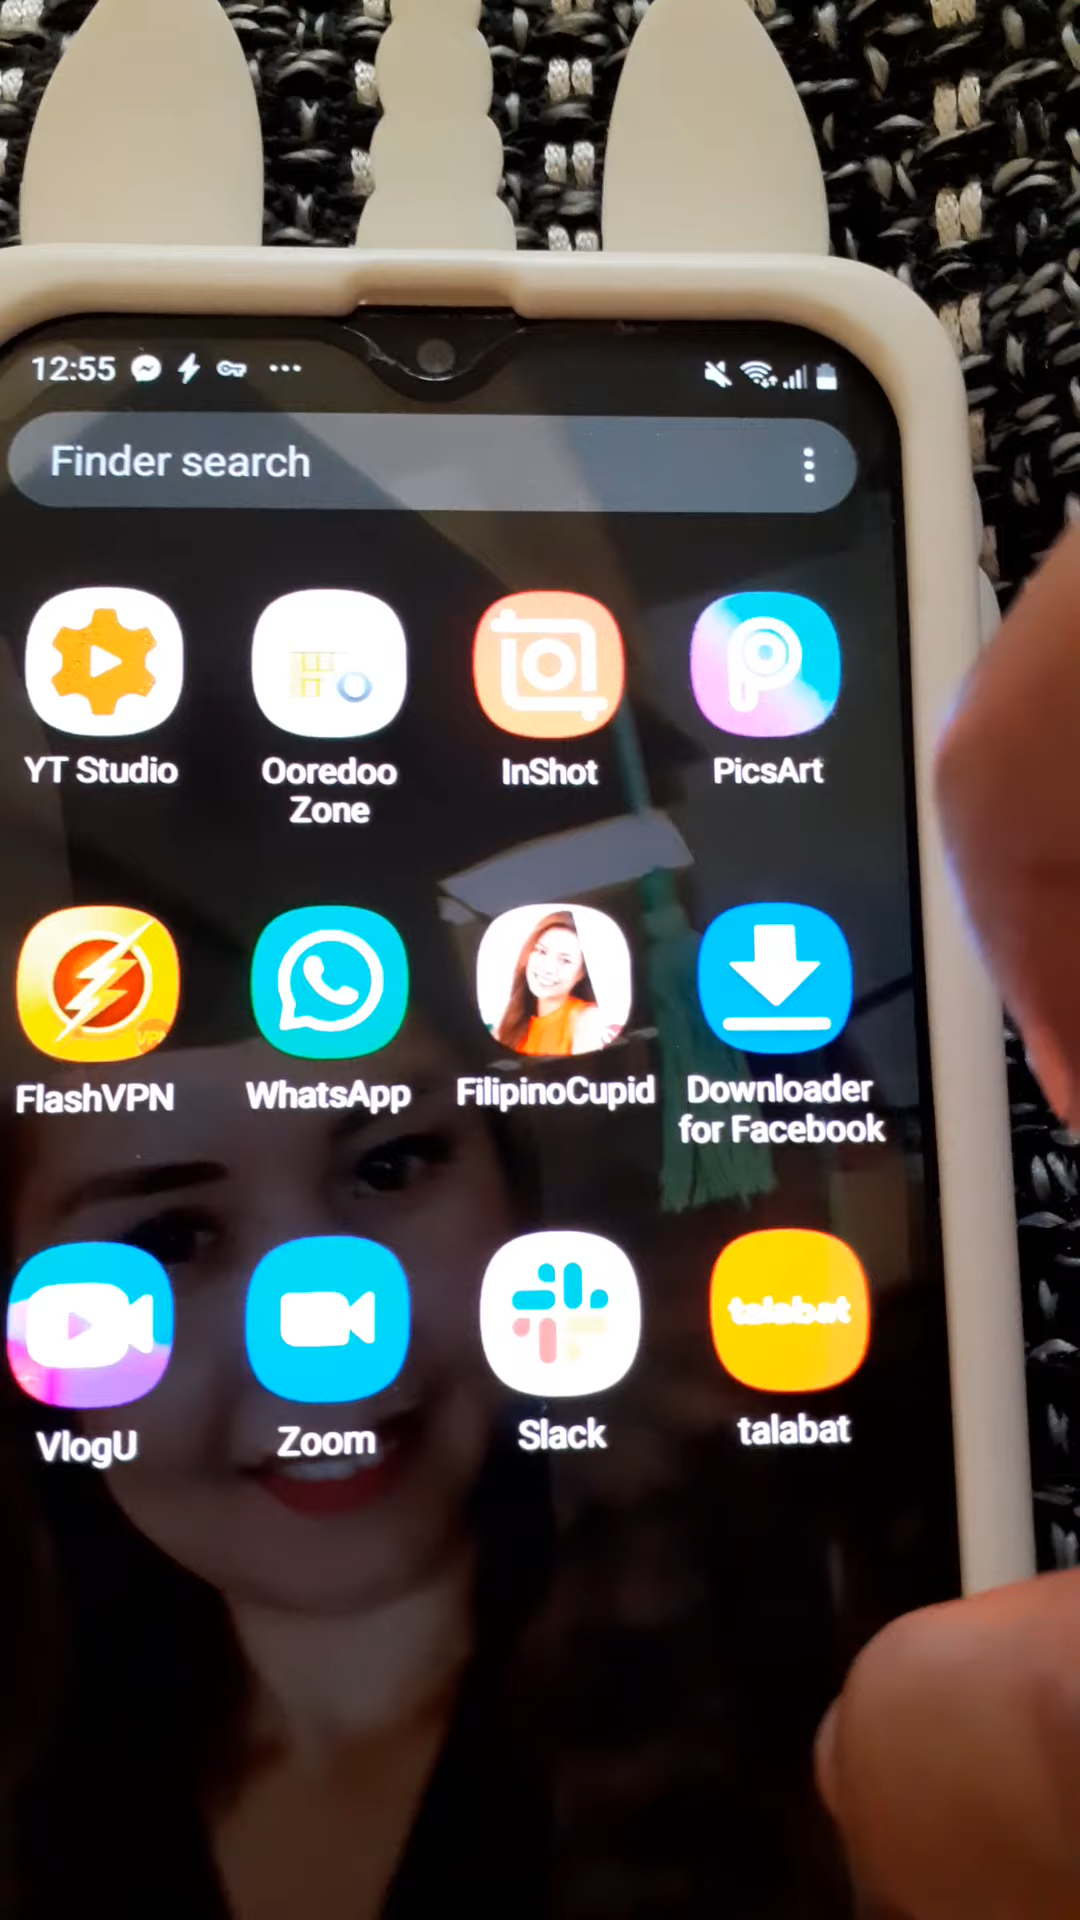 12:55
Finder search
YT Studio
Ooredoo
Zone
InShot
PicsArt
FlashVPN
WhatsApp
FilipinoCupid
Downloader
for Facebook
VPN
talabat
VlogU
Zoom
Slack
talabat